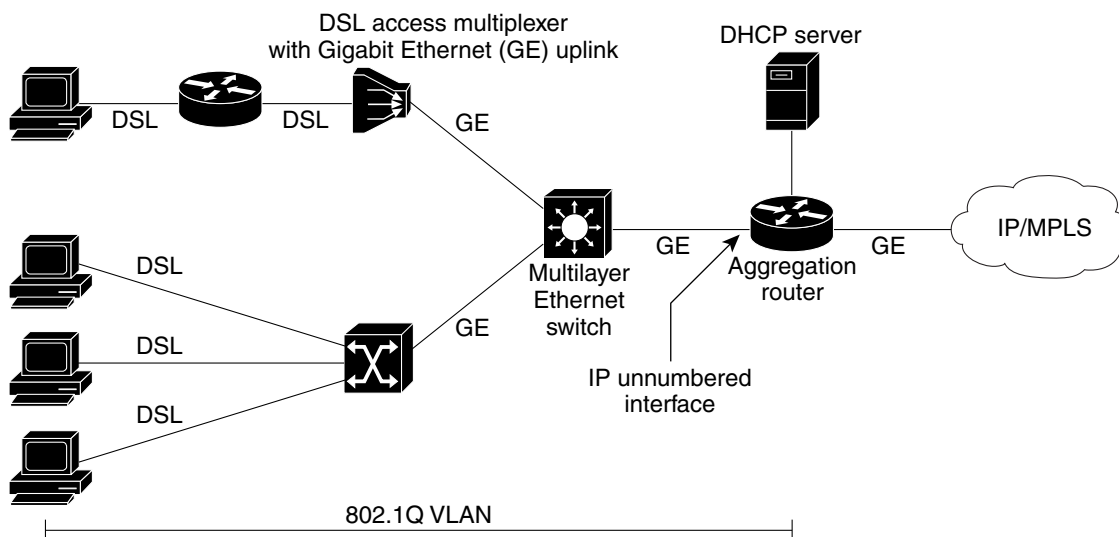 DSL access multiplexer
with Gigabit Ethernet (GE) uplink
DHCP server
DSL
DSL
GE
DSL
DSL
DSL
GE
Multilayer
Ethernet
switch
GE
Aggregation
router
GE
IP/MPLS
IP unnumbered
interface
802.1Q VLAN